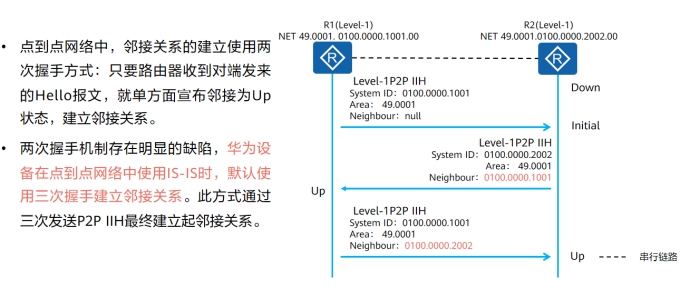 • 点到点网络中，邻接关系的建立使用两
次握手方式：只要路由器收到对端发来
的Hello报文，就单方面宣布邻接为Up
状态，建立邻接关系。
• 两次握手机制存在明显的缺陷，华为设
备在点到点网络中使用IS-IS时，默认使
用三次握手建立邻接关系。此方式通过
三次发送P2P IIH最终建立起邻接关系。
R1(Level-1)
NET 49.0001. 0100.0000.1001.00
R2(Level-1)
NET 49.0001.0100.0000.2002.00
R
R
Down
Level-1P2P IIH
System ID：0100.0000.1001
Area： 49.0001
Neighbour：null
Initial
Level-1P2P IIH
System ID：0100.0000.2002
Area：49.0001
Neighbour：0100.0000.1001
Up
Level-1P2P IIH
System ID：0100.0000.1001
Area： 49.0001
Neighbour：0100.0000.2002
Up
串行链路